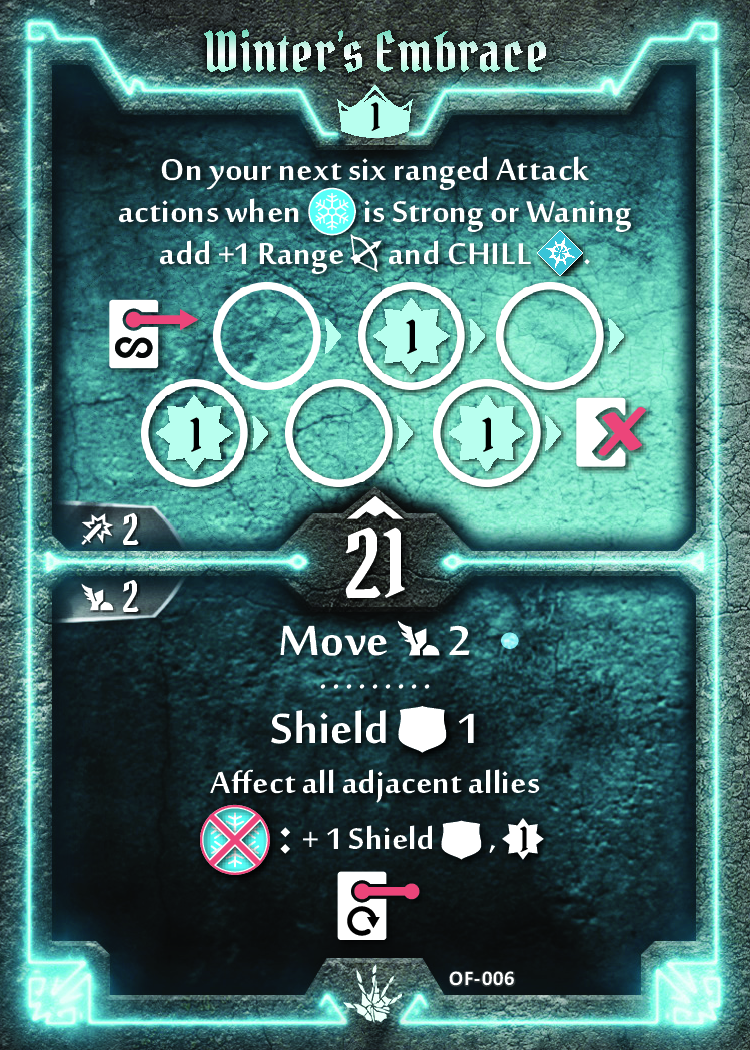 Winter's Embrace
1
On your next six ranged Attack
actions when is Strong or Waning
add +1 Range and CHILL .
1
1 1
2
21
2
Move 2
.........
Shield 1
Affect all adjacent allies
: + 1 Shield , 1
OF-006